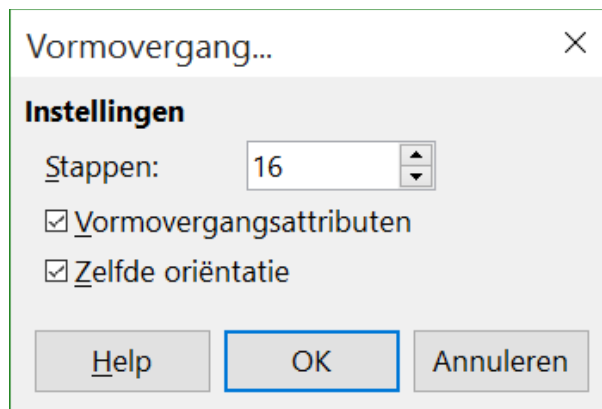 Vormovergang...
Instellingen
Stappen: 16
Vormovergangsattributen
Zelfde oriëntatie
Help OK Annuleren